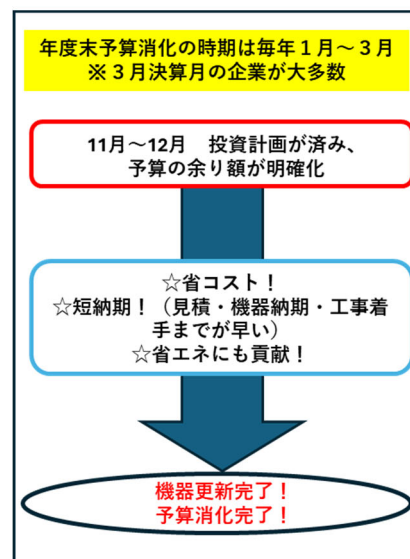 年度末予算消化の時期は毎年１月～３月
※３月決算月の企業が大多数
11月～12月　投資計画が済み、
予算の余り額が明確化
☆省コスト！
☆短納期！（見積・機器納期・工事着
手までが早い）
☆省エネにも貢献！
機器更新完了！
予算消化完了！